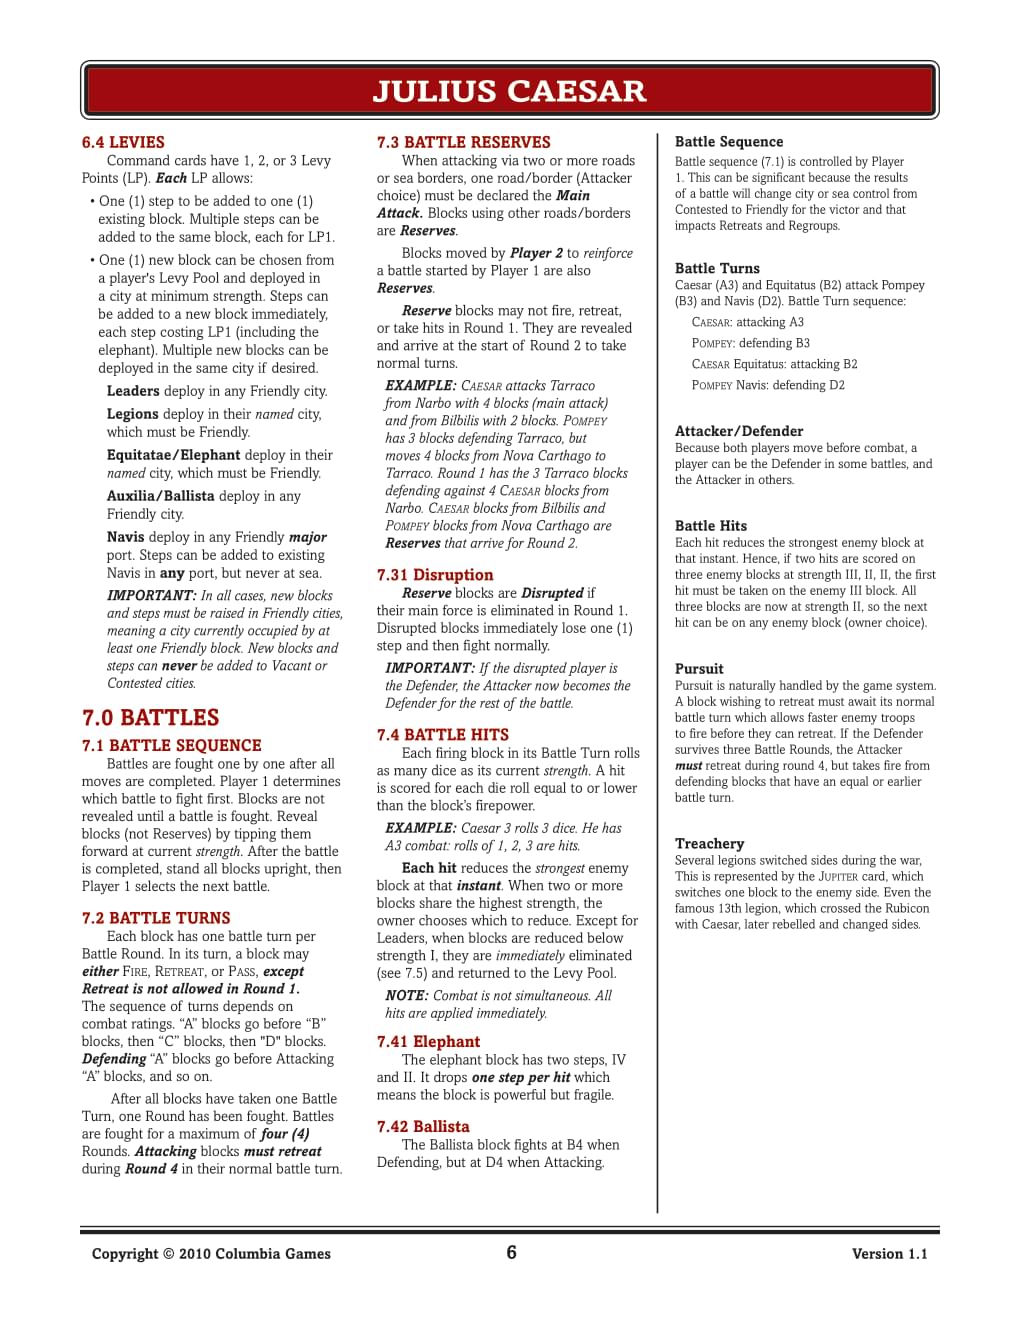 JULIUS CAESAR
6.4 LEVIES
Command cards have 1, 2, or 3 Levy
Points (LP). Each LP allows:
• One (1) step to be added to one (1)
existing block. Multiple steps can be
added to the same block, each for LP1.
• One (1) new block can be chosen from
a player's Levy Pool and deployed in
a city at minimum strength. Steps can
be added to a new block immediately,
each step costing LP1 (including the
elephant). Multiple new blocks can be
deployed in the same city if desired.
Leaders deploy in any Friendly city.
Legions deploy in their named city,
which must be Friendly.
Equitatae/Elephant deploy in their
named city, which must be Friendly.
Auxilia/Ballista deploy in any
Friendly city.
Navis deploy in any Friendly major
port. Steps can be added to existing
Navis in any port, but never at sea.
IMPORTANT: In all cases, new blocks
and steps must be raised in Friendly cities,
meaning a city currently occupied by at
least one Friendly block. New blocks and
steps can never be added to Vacant or
Contested cities.
7.0 BATTLES
7.1 BATTLE SEQUENCE
Battles are fought one by one after all
moves are completed. Player 1 determines
which battle to fight first. Blocks are not
revealed until a battle is fought. Reveal
blocks (not Reserves) by tipping them
forward at current strength. After the battle
is completed, stand all blocks upright, then
Player 1 selects the next battle.
7.2 BATTLE TURNS
Each block has one battle turn per
Battle Round. In its turn, a block may
either FIRE, RETREAT, or PASS, except
Retreat is not allowed in Round 1.
The sequence of turns depends on
combat ratings. “A” blocks go before “B”
blocks, then “C” blocks, then "D" blocks.
Defending “A” blocks go before Attacking
“A” blocks, and so on.
After all blocks have taken one Battle
Turn, one Round has been fought. Battles
are fought for a maximum of four (4)
Rounds. Attacking blocks must retreat
during Round 4 in their normal battle turn.
7.3 BATTLE RESERVES
When attacking via two or more roads
or sea borders, one road/border (Attacker
choice) must be declared the Main
Attack. Blocks using other roads/borders
are Reserves.
Blocks moved by Player 2 to reinforce
a battle started by Player 1 are also
Reserves.
Reserve blocks may not fire, retreat,
or take hits in Round 1. They are revealed
and arrive at the start of Round 2 to take
normal turns.
EXAMPLE: CAESAR attacks Tarraco
from Narbo with 4 blocks (main attack)
and from Bilbilis with 2 blocks. POMPEY
has 3 blocks defending Tarraco, but
moves 4 blocks from Nova Carthago to
Tarraco. Round 1 has the 3 Tarraco blocks
defending against 4 CAESAR blocks from
Narbo. CAESAR blocks from Bilbilis and
POMPEY blocks from Nova Carthago are
Reserves that arrive for Round 2.
7.31 Disruption
Reserve blocks are Disrupted if
their main force is eliminated in Round 1.
Disrupted blocks immediately lose one (1)
step and then fight normally.
IMPORTANT: If the disrupted player is
the Defender, the Attacker now becomes the
Defender for the rest of the battle.
7.4 BATTLE HITS
Each firing block in its Battle Turn rolls
as many dice as its current strength. A hit
is scored for each die roll equal to or lower
than the block’s firepower.
EXAMPLE: Caesar 3 rolls 3 dice. He has
A3 combat: rolls of 1, 2, 3 are hits.
Each hit reduces the strongest enemy
block at that instant. When two or more
blocks share the highest strength, the
owner chooses which to reduce. Except for
Leaders, when blocks are reduced below
strength I, they are immediately eliminated
(see 7.5) and returned to the Levy Pool.
NOTE: Combat is not simultaneous. All
hits are applied immediately.
7.41 Elephant
The elephant block has two steps, IV
and II. It drops one step per hit which
means the block is powerful but fragile.
7.42 Ballista
The Ballista block fights at B4 when
Defending, but at D4 when Attacking.
Battle Sequence
Battle sequence (7.1) is controlled by Player
1. This can be significant because the results
of a battle will change city or sea control from
Contested to Friendly for the victor and that
impacts Retreats and Regroups.
Battle Turns
Caesar (A3) and Equitatus (B2) attack Pompey
(B3) and Navis (D2). Battle Turn sequence:
CAESAR: attacking A3
POMPEY: defending B3
CAESAR Equitatus: attacking B2
POMPEY Navis: defending D2
Attacker/Defender
Because both players move before combat, a
player can be the Defender in some battles, and
the Attacker in others.
Battle Hits
Each hit reduces the strongest enemy block at
that instant. Hence, if two hits are scored on
three enemy blocks at strength III, II, II, the first
hit must be taken on the enemy III block. All
three blocks are now at strength II, so the next
hit can be on any enemy block (owner choice).
Pursuit
Pursuit is naturally handled by the game system.
A block wishing to retreat must await its normal
battle turn which allows faster enemy troops
to fire before they can retreat. If the Defender
survives three Battle Rounds, the Attacker
must retreat during round 4, but takes fire from
defending blocks that have an equal or earlier
battle turn.
Treachery
Several legions switched sides during the war,
This is represented by the JUPITER card, which
switches one block to the enemy side. Even the
famous 13th legion, which crossed the Rubicon
with Caesar, later rebelled and changed sides.
Copyright © 2010 Columbia Games
6
Version 1.1